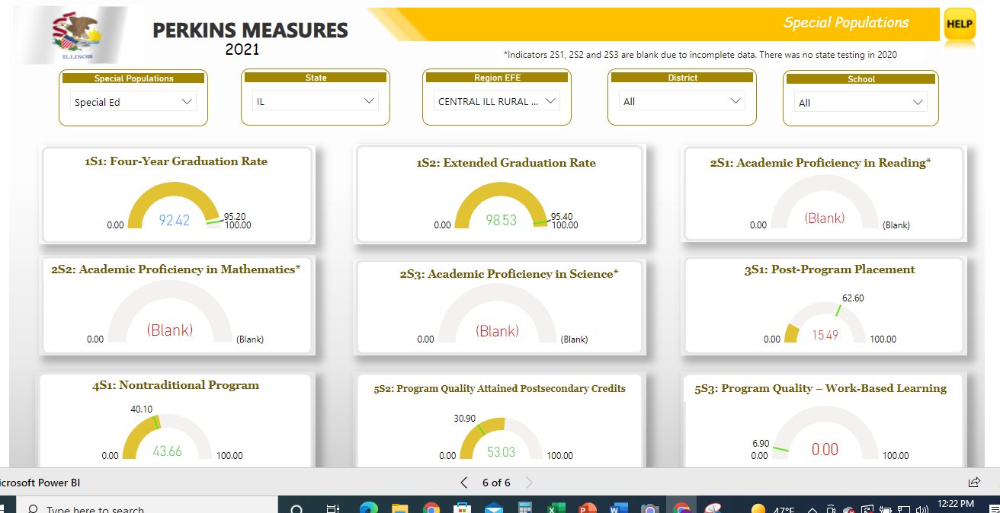 ILLINOIS
PERKINS MEASURES
2021
Special Populations
HELP
*Indicators 2S1, 2S2 and 2S3 are blank due to incomplete data. There was no state testing in 2020
Special Populations
Special Ed
State
IL
Region EFE
CENTRAL ILL RURAL ...
District
All
School
All
1S1: Four-Year Graduation Rate
92.42
0.00
95.20
100.00
1S2: Extended Graduation Rate
98.53
0.00
95.40
100.00
2S1: Academic Proficiency in Reading*
(Blank)
0.00
(Blank)
2S2: Academic Proficiency in Mathematics*
(Blank)
0.00
(Blank)
2S3: Academic Proficiency in Science*
(Blank)
0.00
(Blank)
3S1: Post-Program Placement
62.60
15.49
0.00
100.00
4S1: Nontraditional Program
40.10
43.66
0.00
100.00
5S2: Program Quality Attained Postsecondary Credits
30.90
53.03
0.00
100.00
5S3: Program Quality – Work-Based Learning
6.90
0.00
0.00
100.00
icrosoft Power BI
6 of 6
Type here to search
47°F
12:22 PM